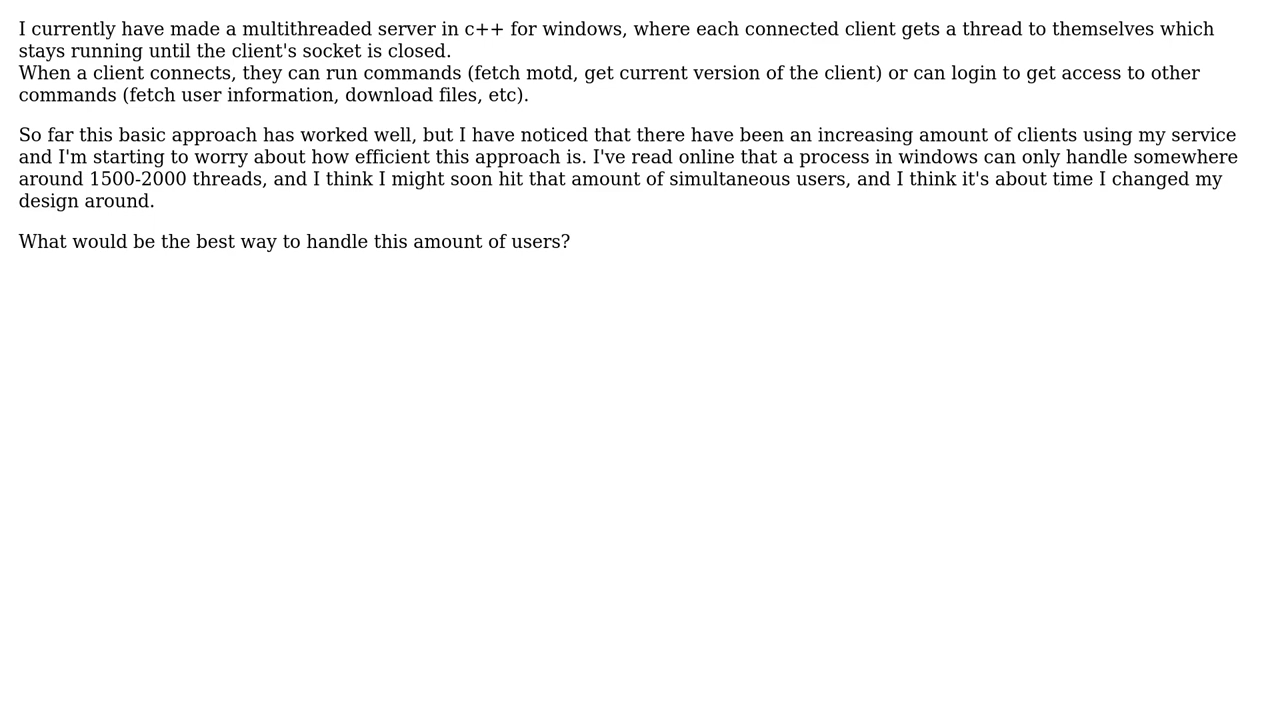 I currently have made a multithreaded server in c++ for windows, where each connected client gets a thread to themselves which
stays running until the client's socket is closed.
When a client connects, they can run commands (fetch motd, get current version of the client) or can login to get access to other
commands (fetch user information, download files, etc).
So far this basic approach has worked well, but I have noticed that there have been an increasing amount of clients using my service
and I'm starting to worry about how efficient this approach is. I've read online that a process in windows can only handle somewhere
around 1500-2000 threads, and I think I might soon hit that amount of simultaneous users, and I think it's about time I changed my
design around.
What would be the best way to handle this amount of users?